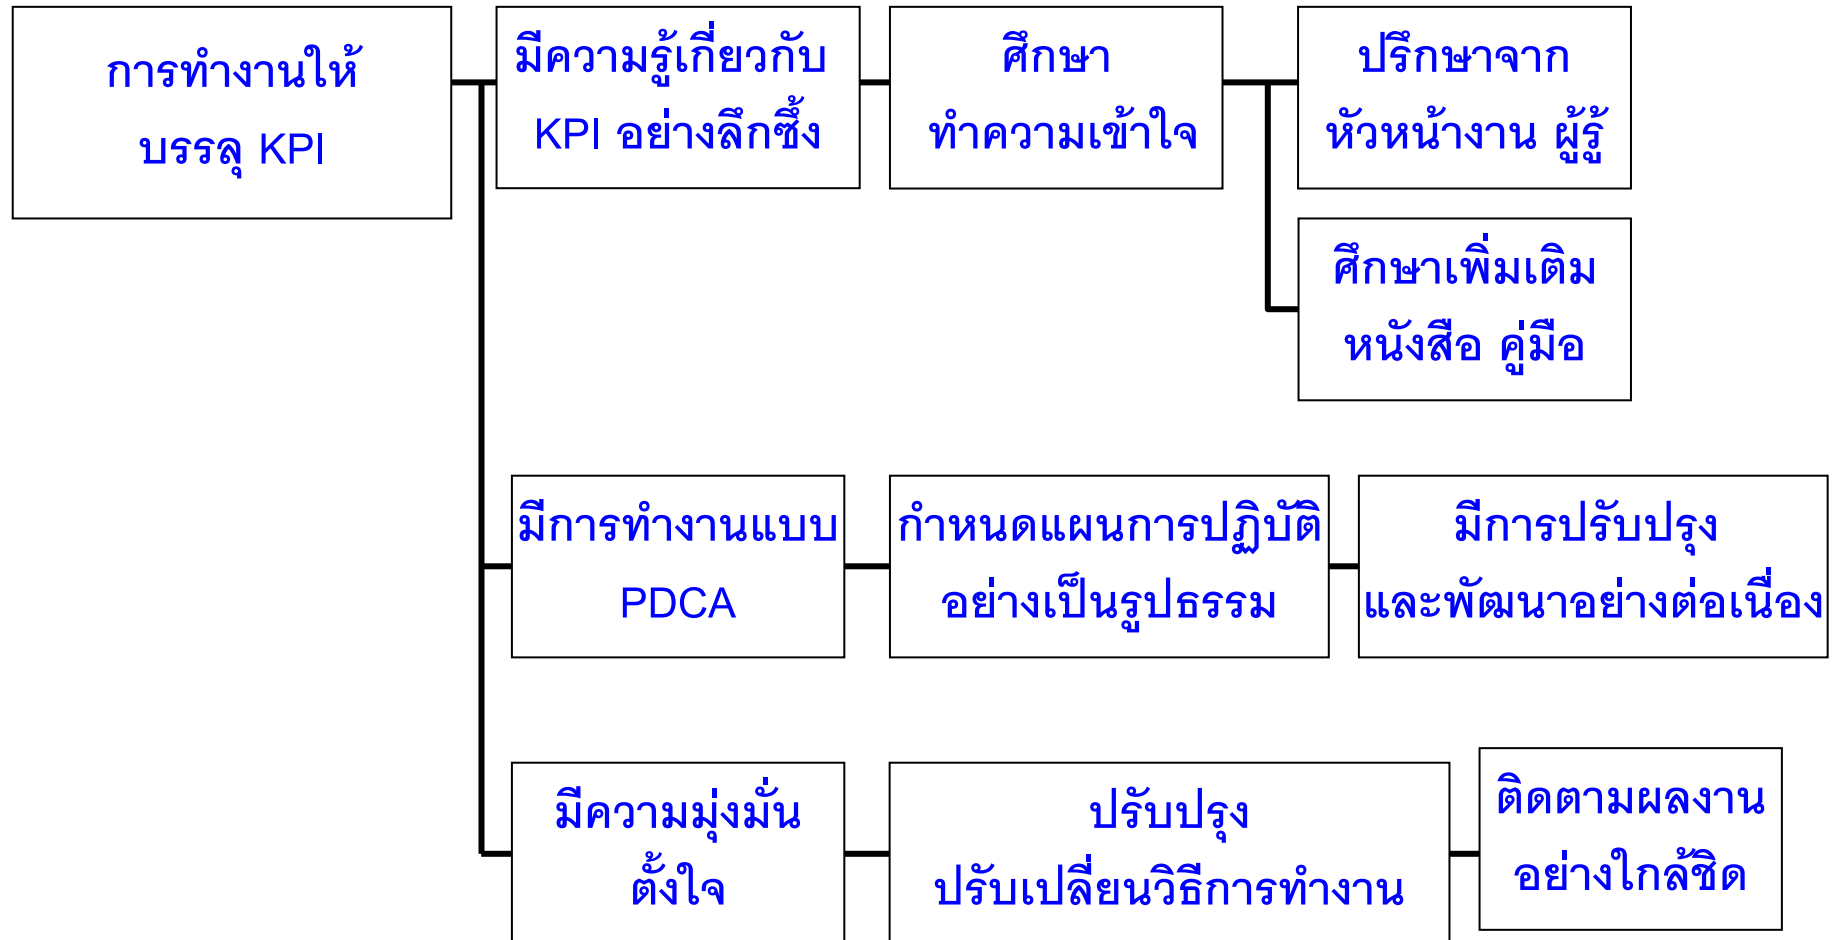 การทำงานให้
บรรลุ KPI
มีความรู้เกี่ยวกับ
KPI อย่างลึกซึ้ง
ศึกษา
ทำความเข้าใจ
ปรึกษาจาก
หัวหน้างาน ผู้รู้
ศึกษาเพิ่มเติม
หนังสือ คู่มือ
มีการทำงานแบบ
PDCA
กำหนดแผนการปฏิบัติ
อย่างเป็นรูปธรรม
มีการปรับปรุง
และพัฒนาอย่างต่อเนื่อง
มีความมุ่งมั่น
ตั้งใจ
ปรับปรุง
ปรับเปลี่ยนวิธีการทำงาน
ติดตามผลงาน
อย่างใกล้ชิด